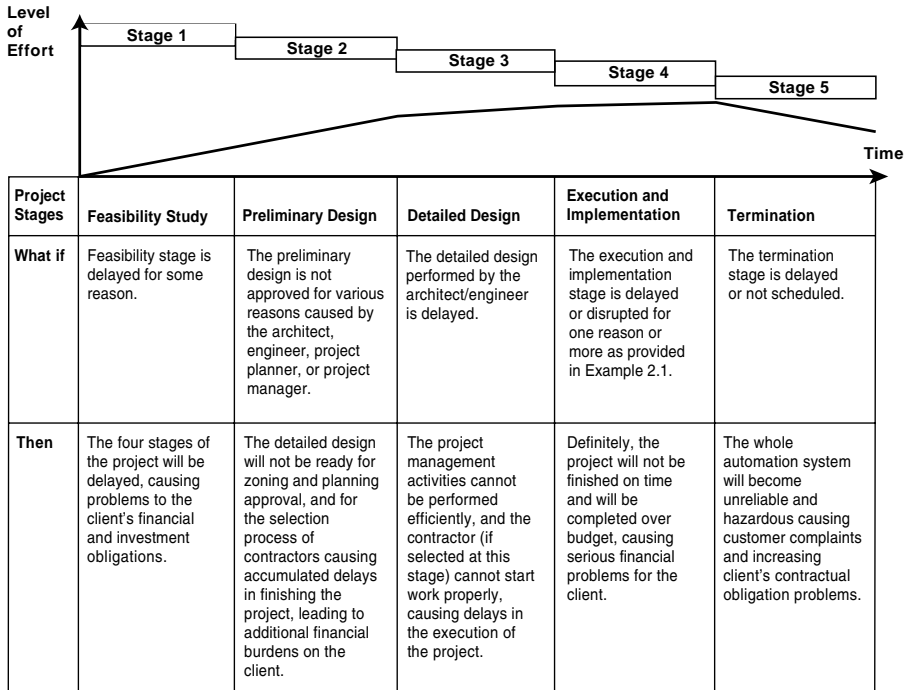 Level
of
Effort
Stage 1
Stage 2
Stage 3
Stage 4
Stage 5
Time
Project
Stages
Feasibility Study
Preliminary Design
Detailed Design
Execution and
Implementation
Termination
What if
Feasibility stage is
delayed for some
reason.
The preliminary
design is not
approved for various
reasons caused by
the architect,
engineer, project
planner, or project
manager.
The detailed design
performed by the
architect/engineer
is delayed.
The execution and
implementation
stage is delayed
or disrupted for
one reason or
more as provided
in Example 2.1.
The termination
stage is delayed
or not scheduled.
Then
The four stages of
the project will be
delayed, causing
problems to the
client's financial
and investment
obligations.
The detailed design
will not be ready for
zoning and planning
approval, and for
the selection
process of
contractors causing
accumulated delays
in finishing the
project, leading to
additional financial
burdens on the
client.
The project
management
activities cannot
be performed
efficiently, and the
contractor (if
selected at this
stage) cannot start
work properly,
causing delays in
the execution of
the project.
Definitely, the
project will not be
finished on time
and will be
completed over
budget, causing
serious financial
problems for the
client.
The whole
automation system
will become
unreliable and
hazardous causing
customer complaints
and increasing
client's contractual
obligation problems.